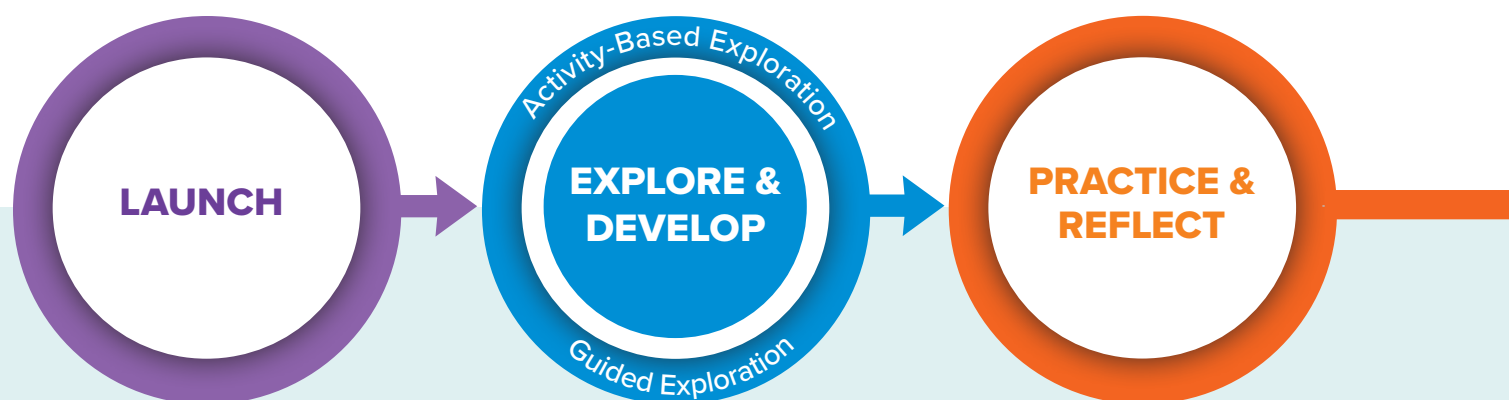 LAUNCH
Activity-Based Exploration
EXPLORE &
DEVELOP
Guided Exploration
PRACTICE &
REFLECT